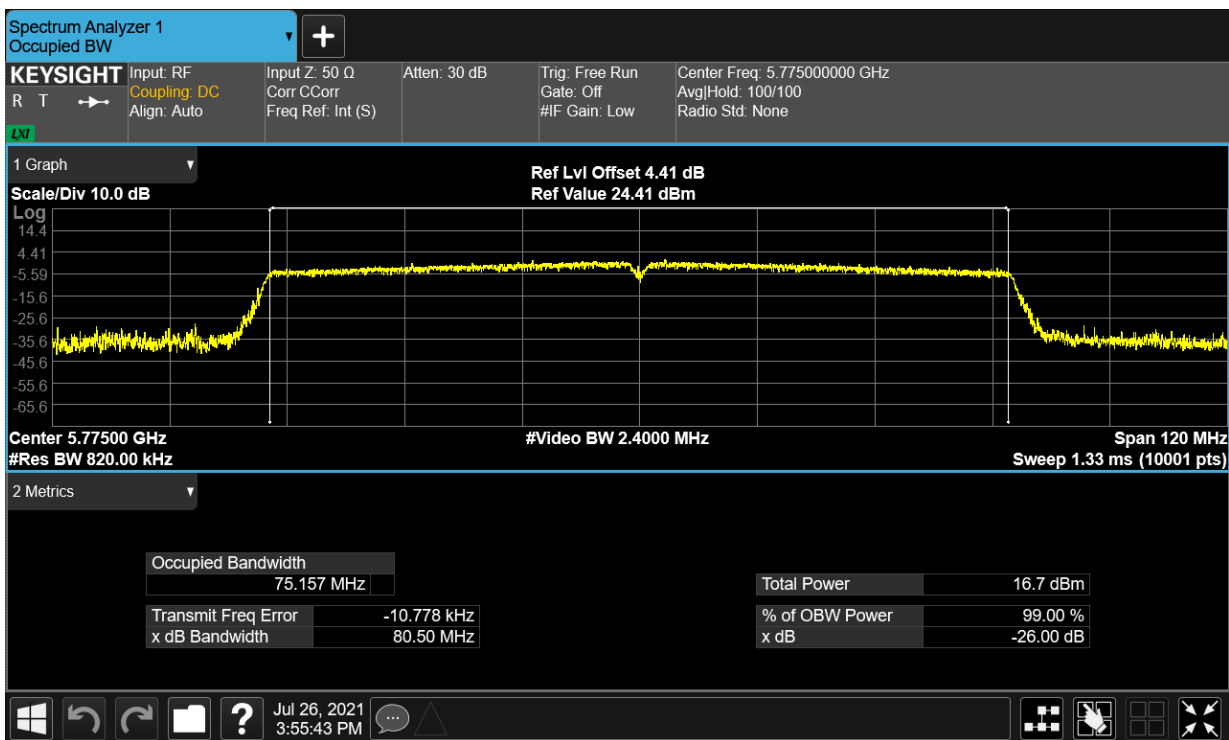 Spectrum Analyzer 1
Occupied BW
+
KEYSIGHT
R T
LXI
Input: RF
Coupling: DC
Align: Auto
Input Z: 50 Ω
Corr CCorr
Freq Ref: Int (S)
Atten: 30 dB
Trig: Free Run
Gate: Off
#IF Gain: Low
Center Freq: 5.775000000 GHz
Avg|Hold: 100/100
Radio Std: None
1 Graph
Scale/Div 10.0 dB
Ref Lvl Offset 4.41 dB
Ref Value 24.41 dBm
Log
14.4
4.41
-5.59
-15.6
-25.6
-35.6
-45.6
-55.6
-65.6
Center 5.77500 GHz
#Video BW 2.4000 MHz
Span 120 MHz
#Res BW 820.00 kHz
Sweep 1.33 ms (10001 pts)
2 Metrics
Occupied Bandwidth
75.157 MHz
Total Power 16.7 dBm
Transmit Freq Error -10.778 kHz
% of OBW Power 99.00 %
x dB Bandwidth 80.50 MHz
x dB -26.00 dB
?
Jul 26, 2021
3:55:43 PM